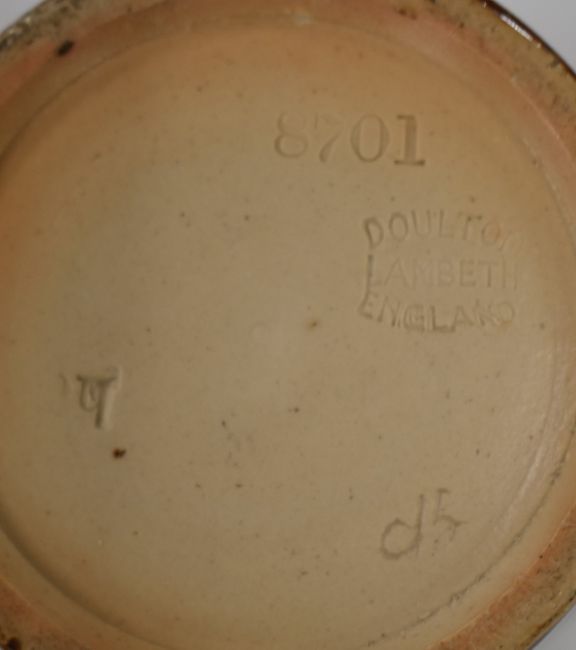 8701
DOULTON
LAMBETH
ENGLAND